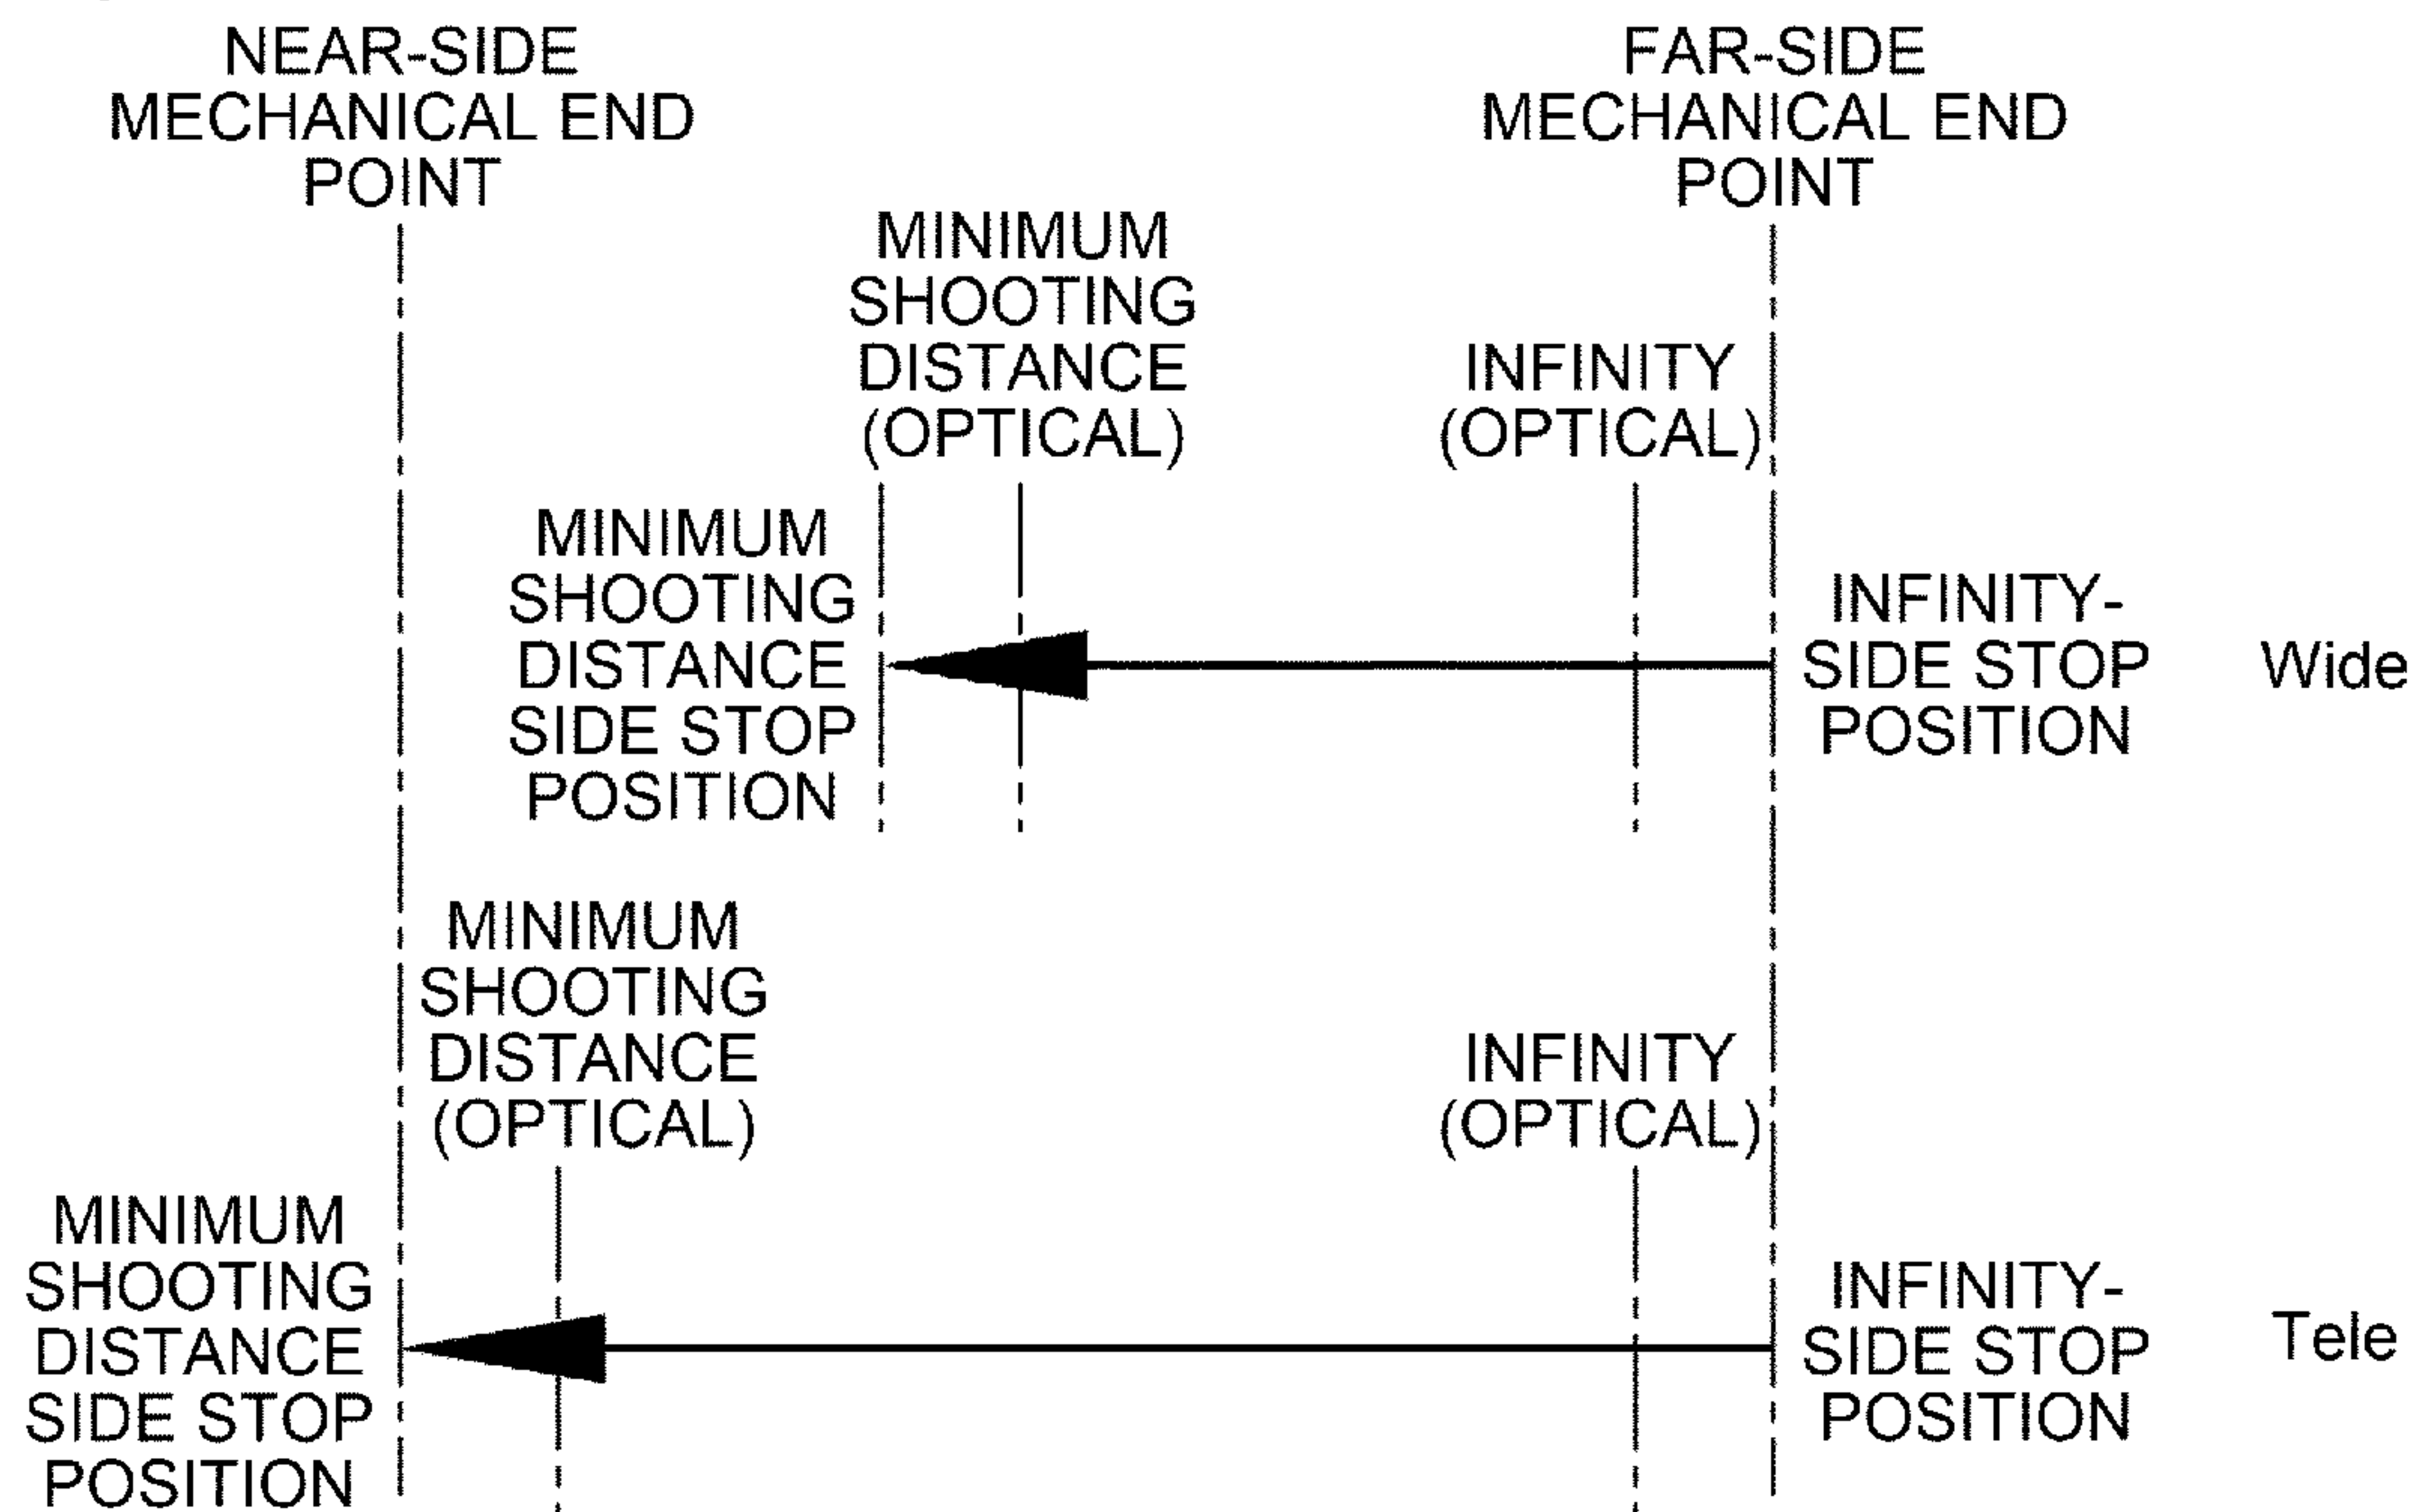 NEAR-SIDE
MECHANICAL END
POINT
FAR-SIDE
MECHANICAL END
POINT
MINIMUM
SHOOTING
DISTANCE
(OPTICAL)
INFINITY
(OPTICAL)
MINIMUM
SHOOTING
DISTANCE
SIDE STOP
POSITION
INFINITY-
SIDE STOP
POSITION
Wide
MINIMUM
SHOOTING
DISTANCE
(OPTICAL)
INFINITY
(OPTICAL)
MINIMUM
SHOOTING
DISTANCE
SIDE STOP
POSITION
INFINITY-
SIDE STOP
POSITION
Tele